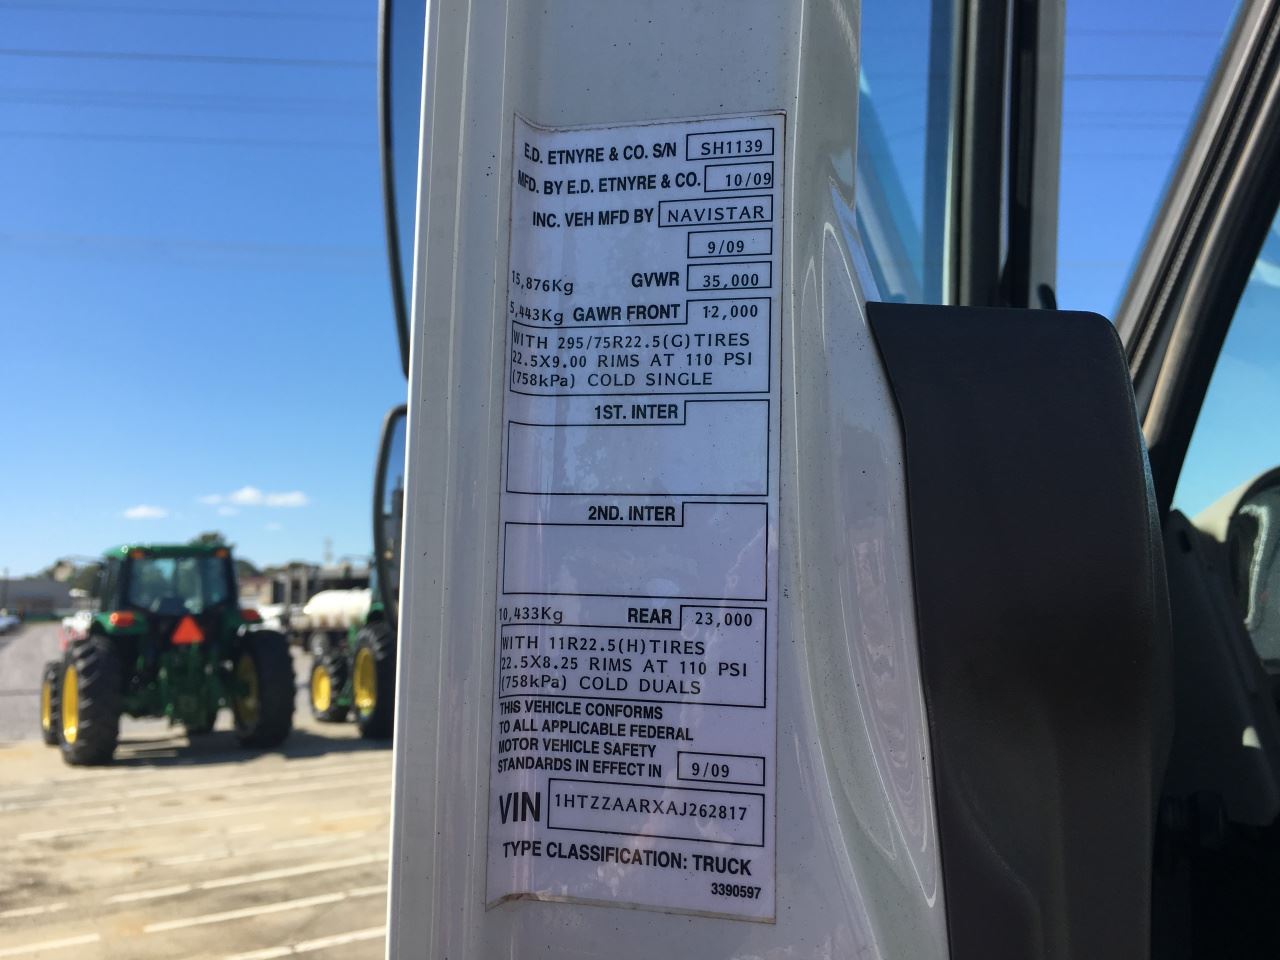 E.D. ETNYRE & CO. S/N SH1139
MFD. BY E.D. ETNYRE & CO. 10/09
INC. VEH MFD BY NAVISTAR
9/09
15,876Kg GVWR 35,000
5,443Kg GAWR FRONT 12,000
WITH 295/75R22.5(G)TIRES
22.5X9.00 RIMS AT 110 PSI
(758kPa) COLD SINGLE
1ST. INTER
2ND. INTER
10,433Kg REAR 23,000
WITH 11R22.5(H)TIRES
22.5X8.25 RIMS AT 110 PSI
(758kPa) COLD DUALS
THIS VEHICLE CONFORMS
TO ALL APPLICABLE FEDERAL
MOTOR VEHICLE SAFETY
STANDARDS IN EFFECT IN 9/09
VIN 1HTZZAARXAJ262817
TYPE CLASSIFICATION: TRUCK
3390597